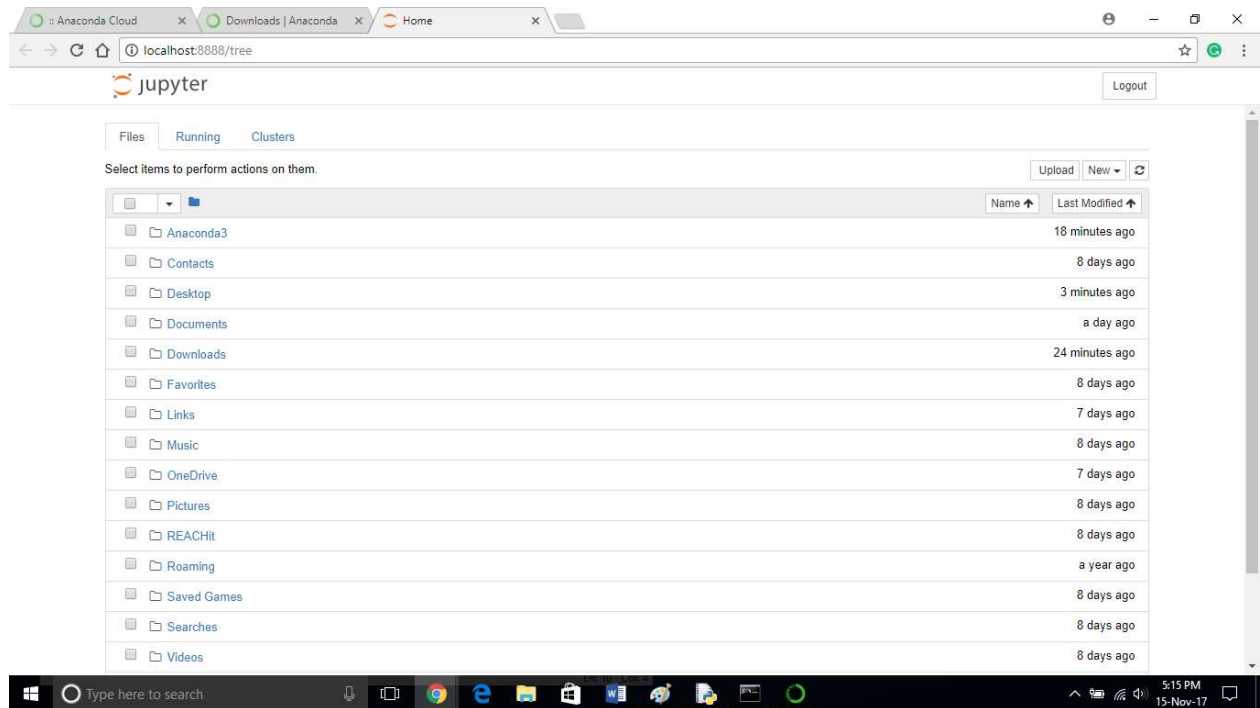 :: Anaconda Cloud Downloads | Anaconda Home
localhost:8888/tree
jupyter Logout
Files Running Clusters
Select items to perform actions on them. Upload New
Name Last Modified
Anaconda3 18 minutes ago
Contacts 8 days ago
Desktop 3 minutes ago
Documents a day ago
Downloads 24 minutes ago
Favorites 8 days ago
Links 7 days ago
Music 8 days ago
OneDrive 7 days ago
Pictures 8 days ago
REACHit 8 days ago
Roaming a year ago
Saved Games 8 days ago
Searches 8 days ago
Videos 8 days ago
Ln: 10 Col: 4
Type here to search 5:15 PM
15-Nov-17